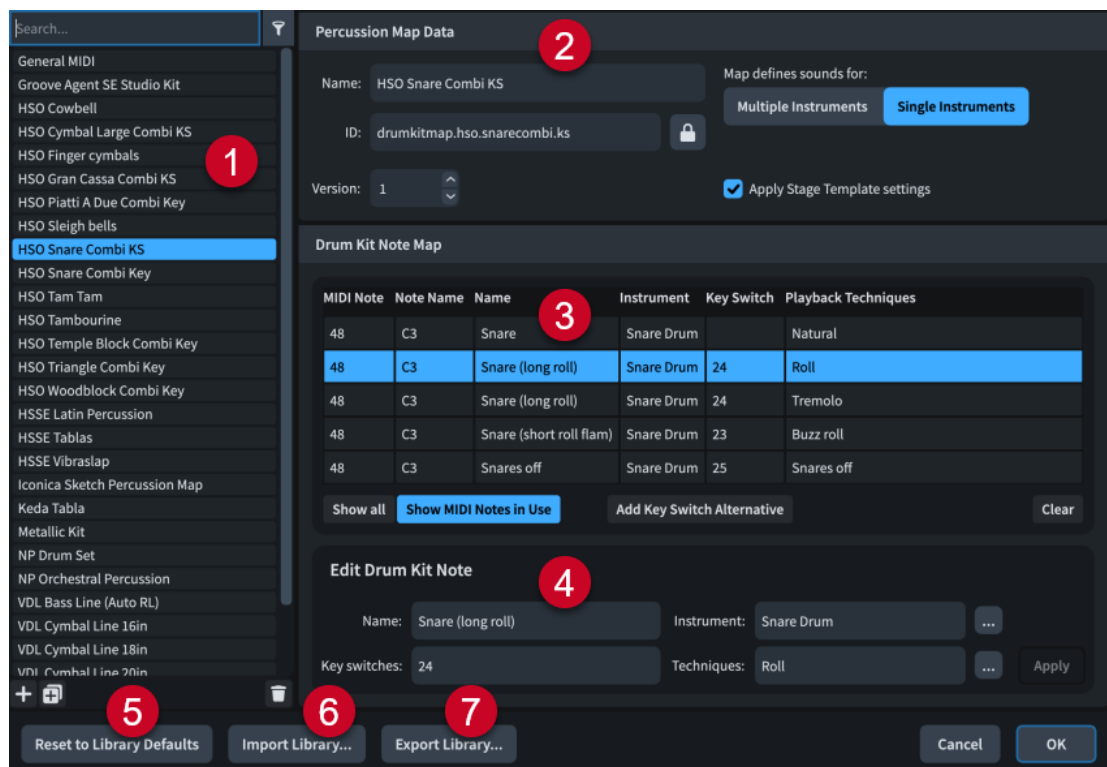 Search...
General MIDI
Groove Agent SE Studio Kit
HSO Cowbell
HSO Cymbal Large Combi KS
HSO Finger cymbals
HSO Gran Cassa Combi KS
HSO Piatti A Due Combi Key
HSO Sleigh bells
HSO Snare Combi KS
HSO Snare Combi Key
HSO Tam Tam
HSO Tambourine
HSO Temple Block Combi Key
HSO Triangle Combi Key
HSO Woodblock Combi Key
HSSE Latin Percussion
HSSE Tablas
HSSE Vibraslap
Iconica Sketch Percussion Map
Keda Tabla
Metallic Kit
NP Drum Set
NP Orchestral Percussion
VDL Bass Line (Auto RL)
VDL Cymbal Line 16in
VDL Cymbal Line 18in
VDL Cymbal Line 20in
1
Percussion Map Data
2
Name: HSO Snare Combi KS
Map defines sounds for:
Multiple Instruments Single Instruments
ID: drumkitmap.hso.snarecombi.ks
Version: 1
Apply Stage Template settings
Drum Kit Note Map
MIDI Note Note Name Name Instrument Key Switch Playback Techniques
3
48 C3 Snare Snare Drum Natural
48 C3 Snare (long roll) Snare Drum 24 Roll
48 C3 Snare (long roll) Snare Drum 24 Tremolo
48 C3 Snare (short roll flam) Snare Drum 23 Buzz roll
48 C3 Snares off Snare Drum 25 Snares off
Show all Show MIDI Notes in Use Add Key Switch Alternative Clear
Edit Drum Kit Note
4
Name: Snare (long roll) Instrument: Snare Drum ...
Key switches: 24 Techniques: Roll ... Apply
5 6 7
Reset to Library Defaults Import Library... Export Library... Cancel OK